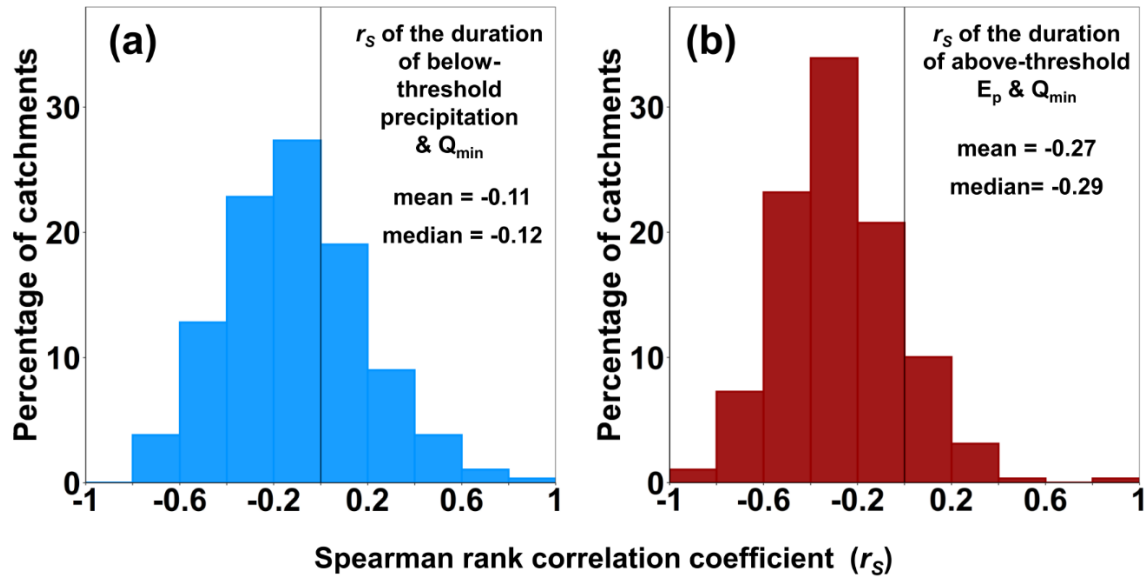 (a)
r_S of the duration
of below-
threshold
precipitation
& Q_min
mean = -0.11
median = -0.12
Percentage of catchments
30
20
10
0
-1
-0.6
-0.2
0.2
0.6
1
(b)
r_S of the duration
of above-threshold
E_p & Q_min
mean = -0.27
median= -0.29
Percentage of catchments
30
20
10
0
-1
-0.6
-0.2
0.2
0.6
1
Spearman rank correlation coefficient (r_S)